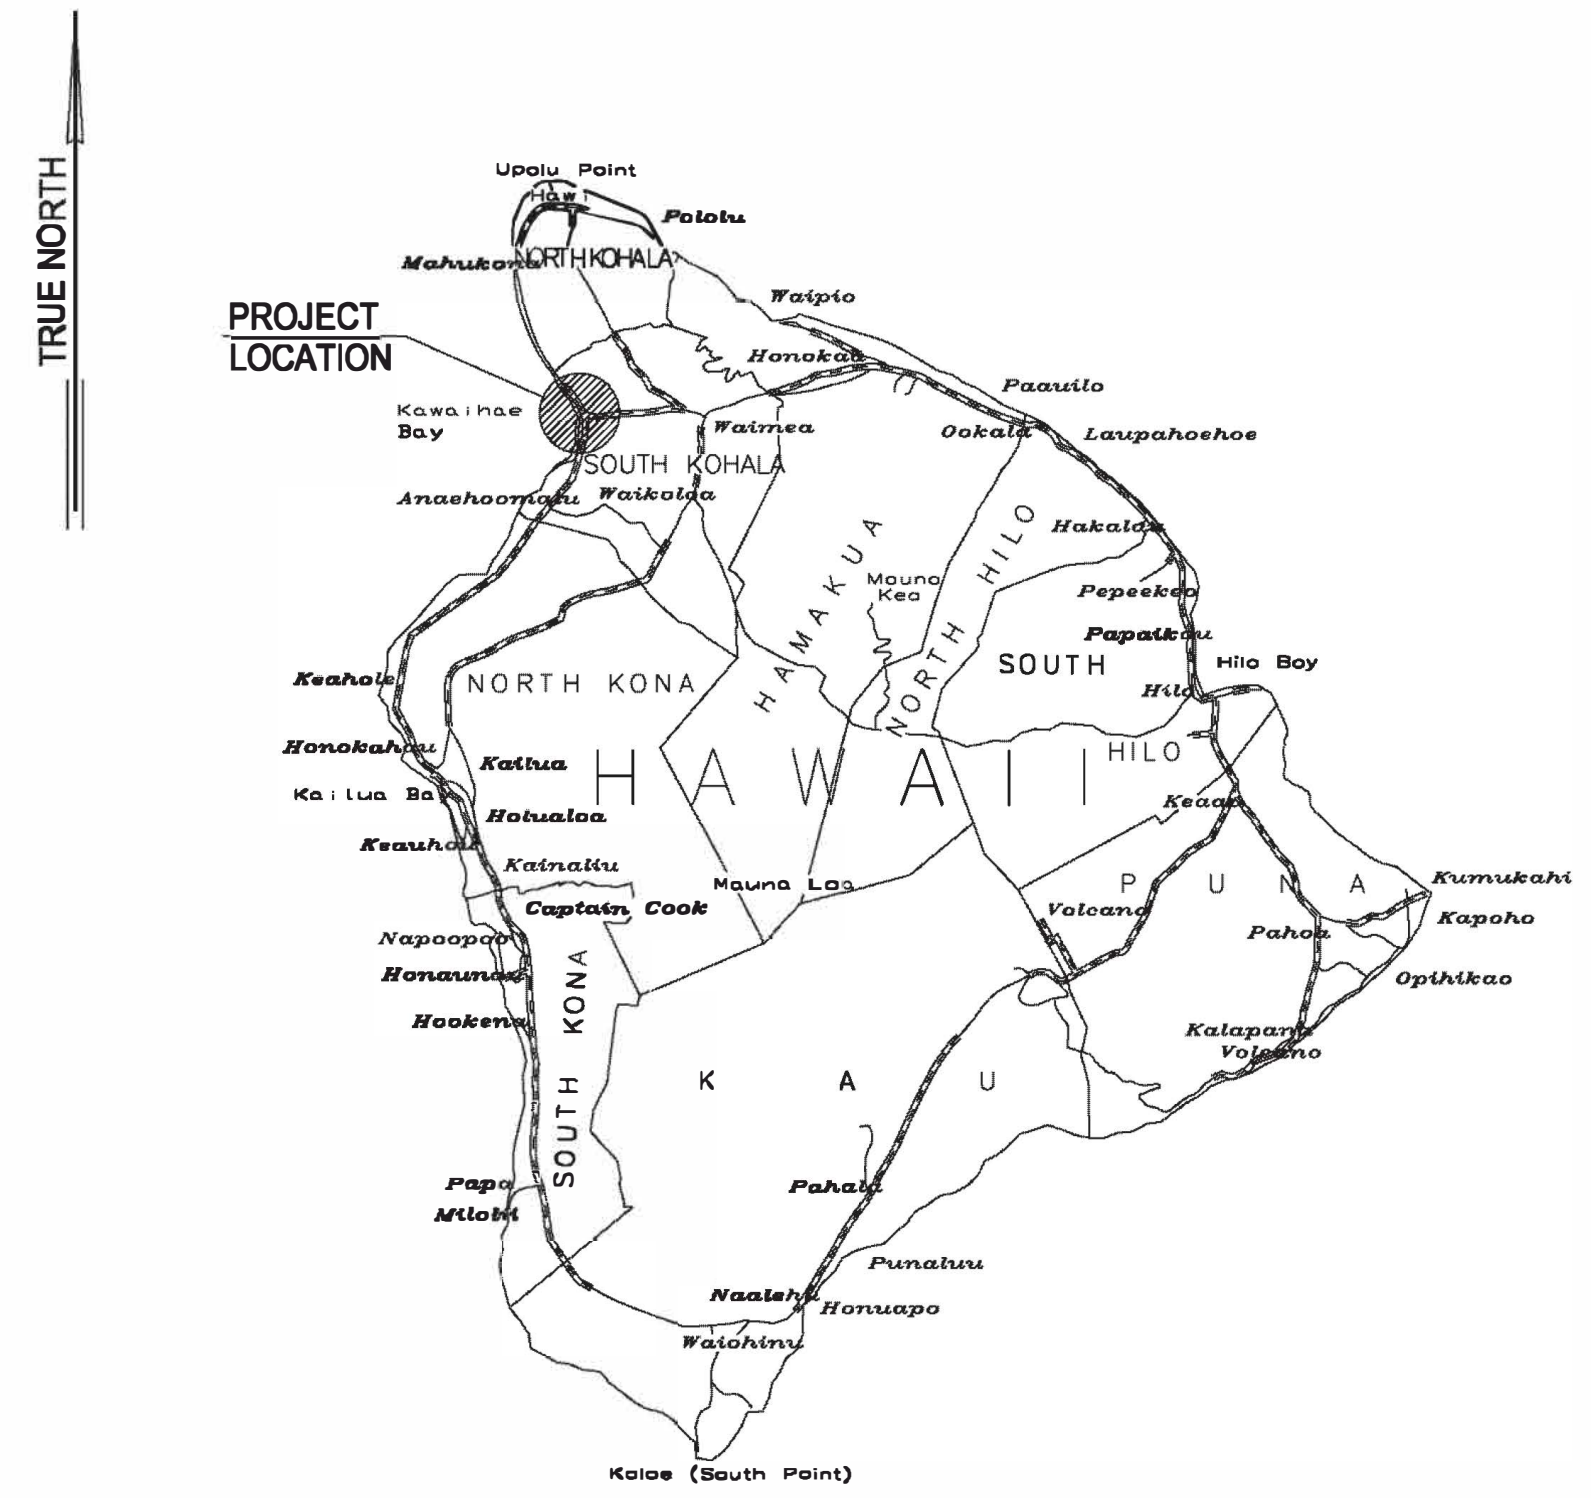 TRUE NORTH
Upolu Point
Hawi
Pololu
NORTH KOHALA
Mahukona
Waipio
PROJECT
LOCATION
Honokaa
Paauilo
Kawaihae
Bay
Waimea
Ookala
Laupahoehoe
SOUTH KOHALA
Anaehoomalu
Waikoloa
Hakalau
HAMAKUA
Mauna
Kea
NORTH HILO
Pepeekeo
Papaikou
SOUTH
Hilo Bay
Keahole
NORTH KONA
Hilo
Honokahau
HILO
Kailua
HAWAII
Kailua Bay
Keaau
Holualoa
Keauhou
Kainaliu
Mauna Loa
PUNA
Kumukahi
Captain Cook
Volcano
Kapoho
Napoopoo
Pahoa
Honaunau
Opihikao
Hookena
SOUTH KONA
Kalapana
Volcano
KAU
Papa
Pahala
Milolii
Punaluu
Naalehu
Honuapo
Waiohinu
Kalae (South Point)